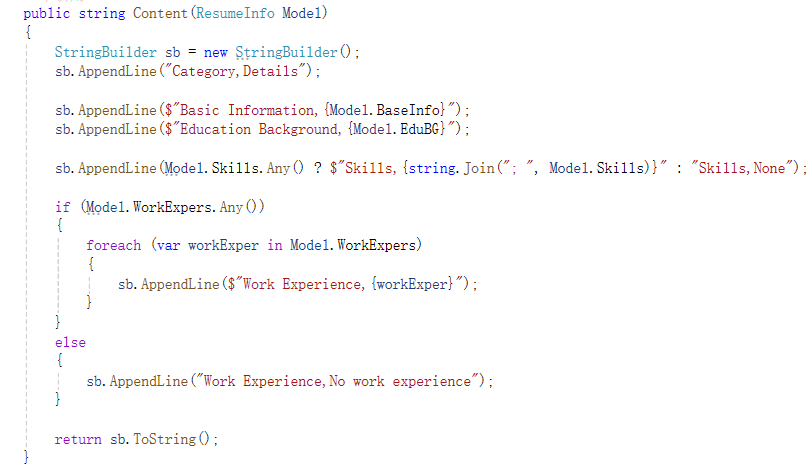 public string Content(ResumeInfo Model)
{
    StringBuilder sb = new StringBuilder();
    sb.AppendLine("Category,Details");

    sb.AppendLine($"Basic Information,{Model.BaseInfo}");
    sb.AppendLine($"Education Background,{Model.EduBG}");

    sb.AppendLine(Model.Skills.Any() ? $"Skills,{string.Join("; ", Model.Skills)}" : "Skills,None");

    if (Model.WorkExpers.Any())
    {
        foreach (var workExper in Model.WorkExpers)
        {
            sb.AppendLine($"Work Experience,{workExper}");
        }
    }
    else
    {
        sb.AppendLine("Work Experience,No work experience");
    }

    return sb.ToString();
}